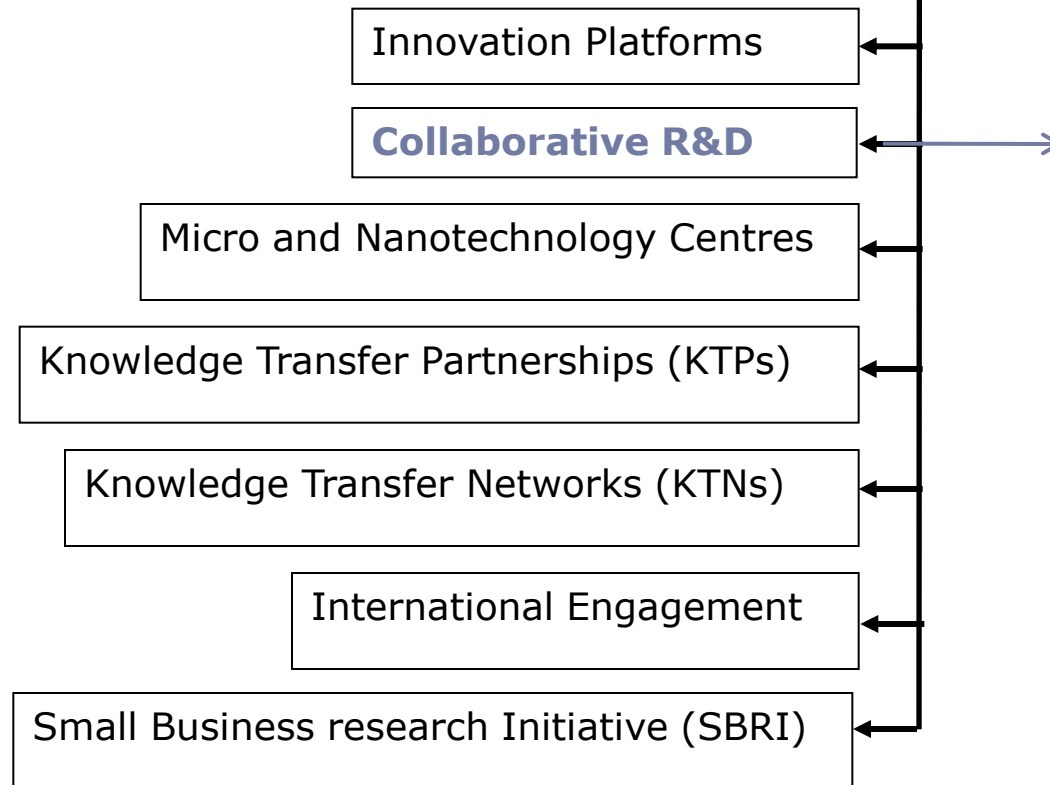 Innovation Platforms
Collaborative R&D
Micro and Nanotechnology Centres
Knowledge Transfer Partnerships (KTPs)
Knowledge Transfer Networks (KTNs)
International Engagement
Small Business research Initiative (SBRI)